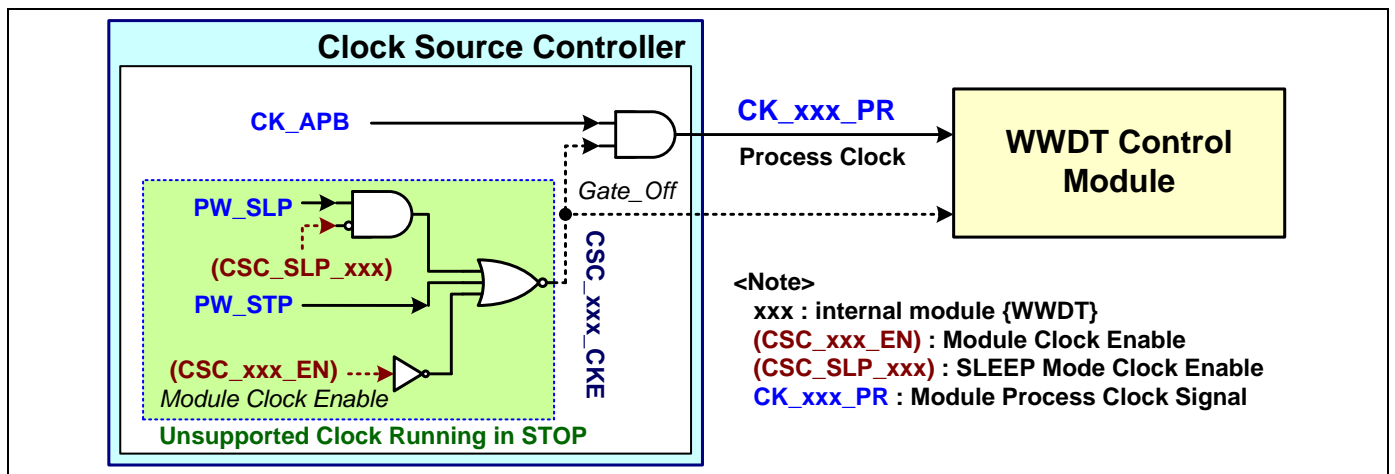 Clock Source Controller
CK_APB
CK_xxx_PR
Process Clock
WWDT Control
Module
Gate_Off
PW_SLP
(CSC_SLP_xxx)
PW_STP
CSC_xxx_CKE
(CSC_xxx_EN)
Module Clock Enable
Unsupported Clock Running in STOP
<Note>
xxx : internal module {WWDT}
(CSC_xxx_EN) : Module Clock Enable
(CSC_SLP_xxx) : SLEEP Mode Clock Enable
CK_xxx_PR : Module Process Clock Signal